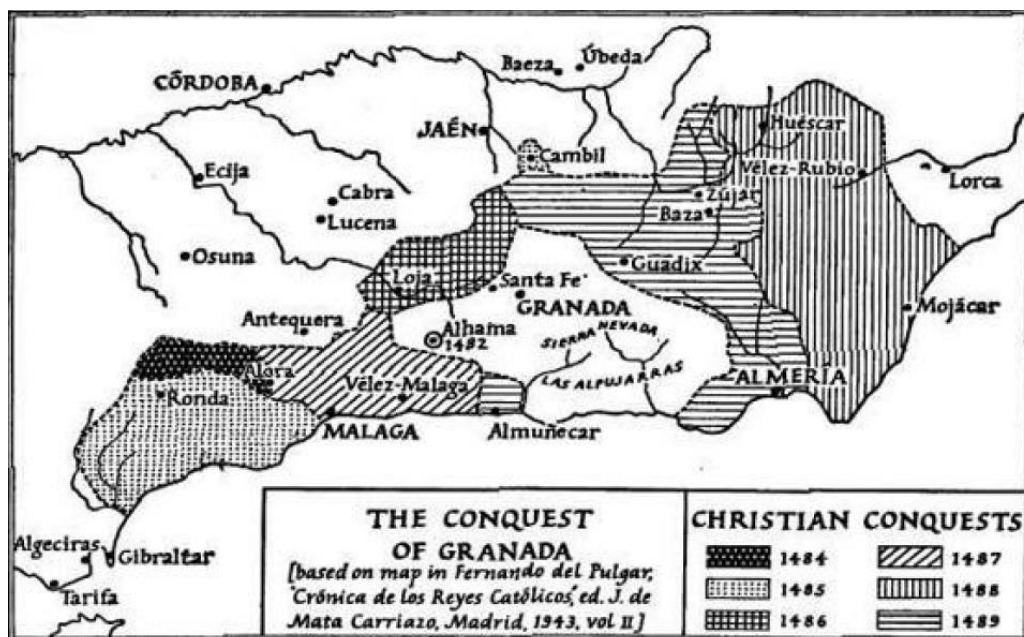 Baeza
Úbeda
CÓRDOBA
JAÉN
Huéscar
Cambil
Vélez-Rubio
Lorca
Ecija
Cabra
Zújar
Baza
Lucena
Osuna
Guadix
Loja
Santa Fe
GRANADA
Mojácar
Antequera
Alhama
1482
SIERRA NEVADA
LAS ALPUJARRAS
Alora
Ronda
Vélez-Malaga
ALMERÍA
MALAGA
Almuñecar
Algeciras
Gibraltar
Tarifa
THE CONQUEST
OF GRANADA
[based on map in Fernando del Pulgar,
'Crónica de los Reyes Católicos', ed. J. de
Mata Carriazo, Madrid, 1943, vol II]
CHRISTIAN CONQUESTS
1484
1485
1486
1487
1488
1489